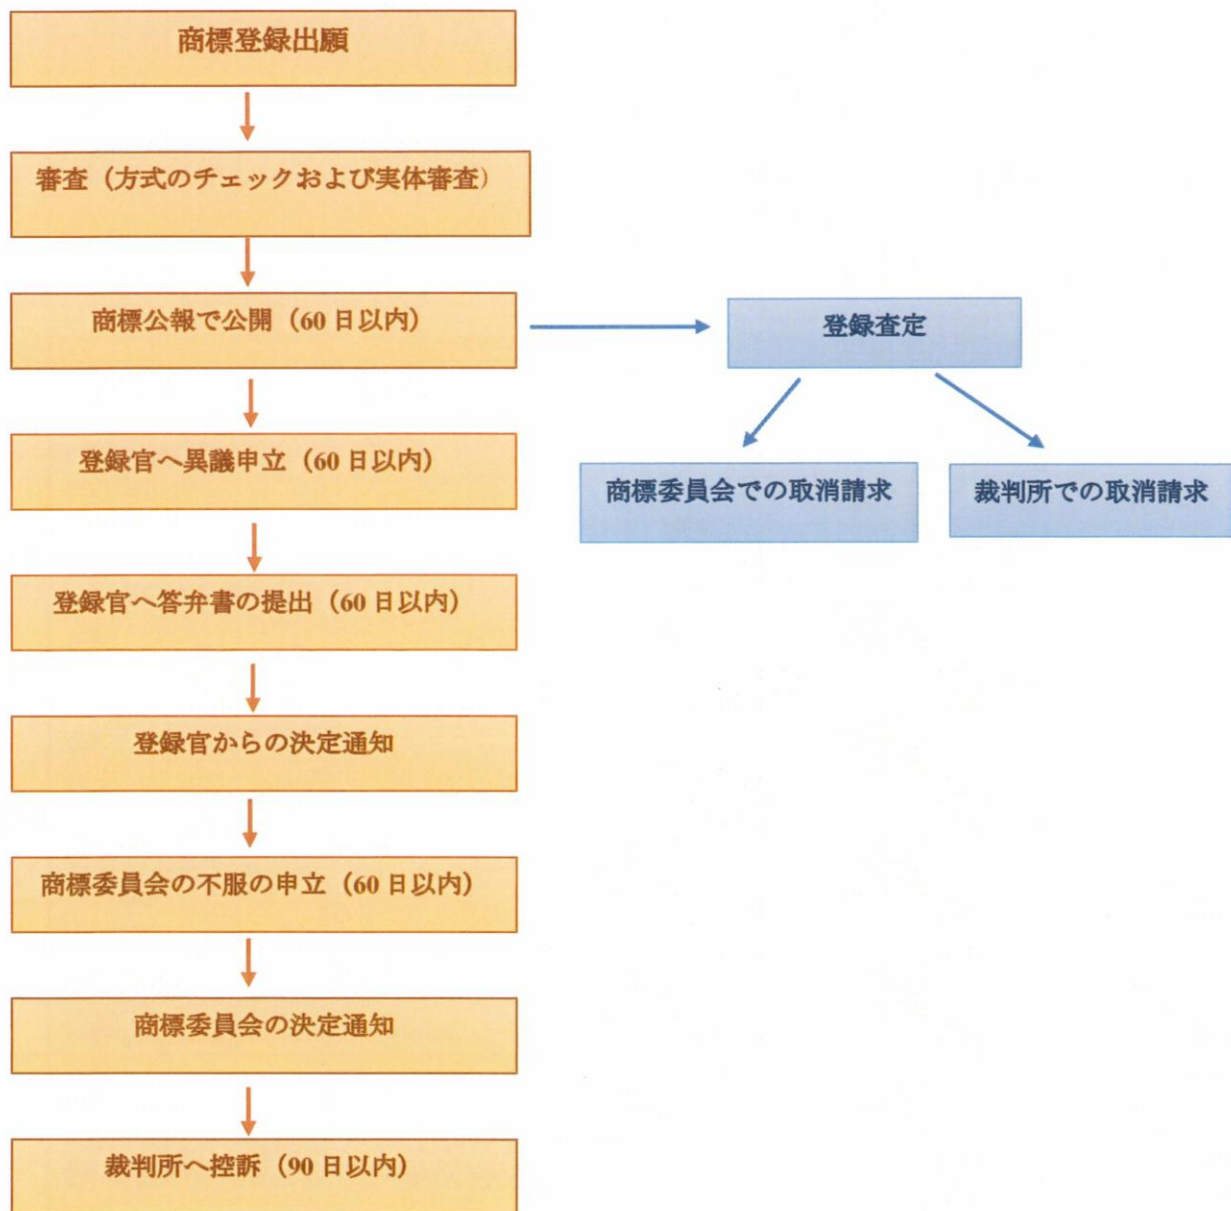 商標登録出願
審査（方式のチェックおよび実体審査）
商標公報で公開（60 日以内）
登録査定
登録官へ異議申立（60 日以内）
商標委員会での取消請求
裁判所での取消請求
登録官へ答弁書の提出（60 日以内）
登録官からの決定通知
商標委員会の不服の申立（60 日以内）
商標委員会の決定通知
裁判所へ控訴（90 日以内）